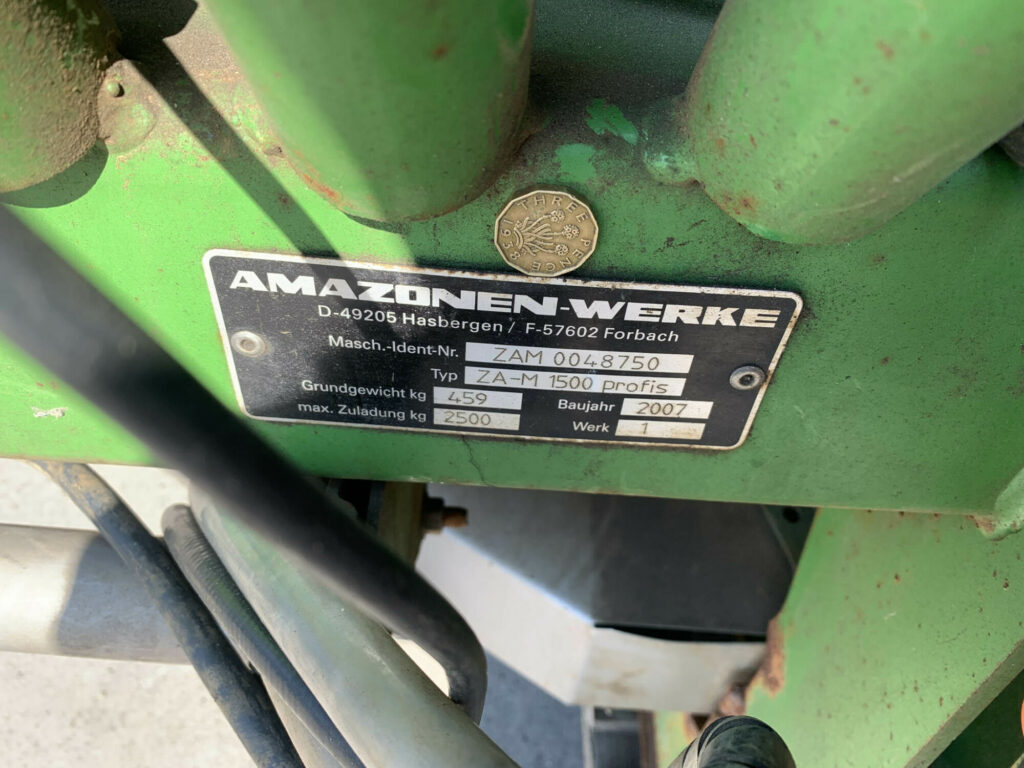 THREE PENCE 1938
AMAZONEN-WERKE
D-49205 Hasbergen / F-57602 Forbach
Masch.-Ident-Nr. ZAM 0048750
Typ ZA-M 1500 profis
Grundgewicht kg 459 Baujahr 2007
max. Zuladung kg 2500 Werk 1